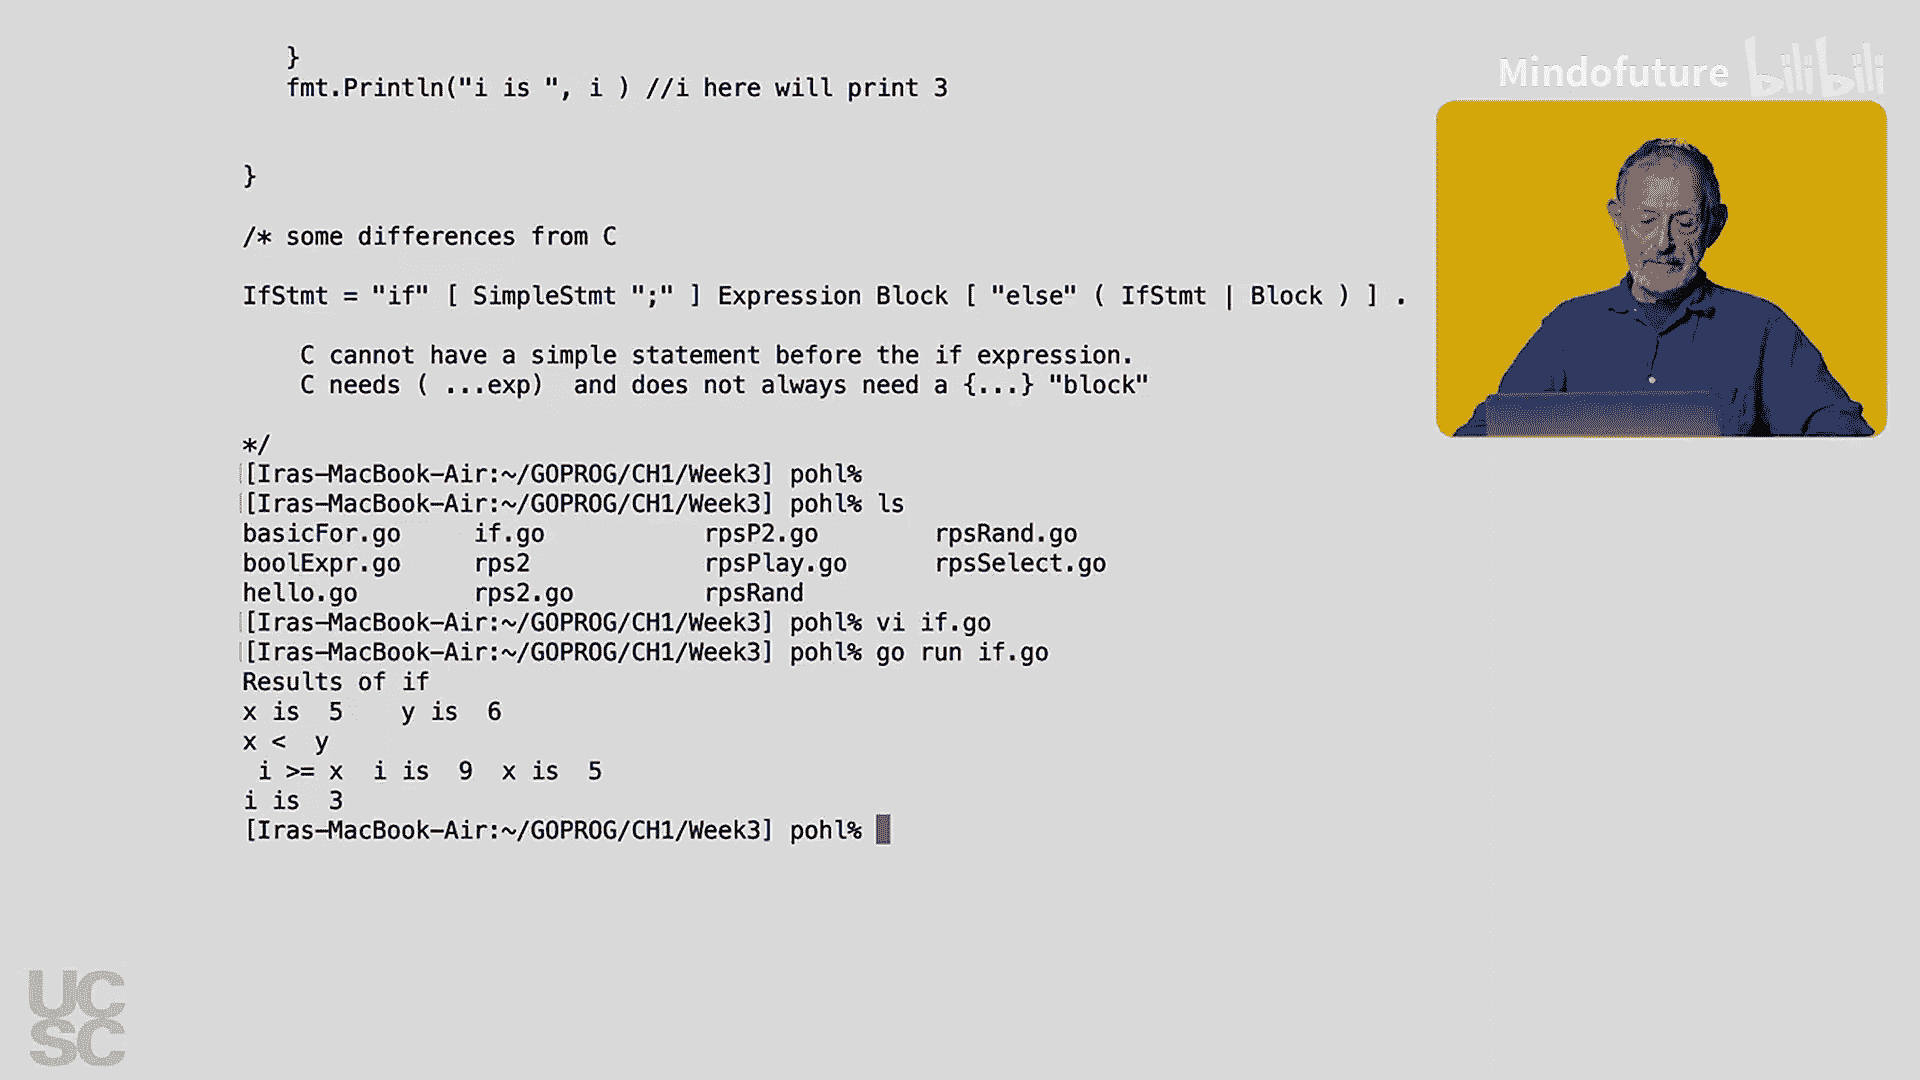 }
fmt.Println("i is ", i ) //i here will print 3
}
/* some differences from C
IfStmt = "if" [ SimpleStmt ";" ] Expression Block [ "else" ( IfStmt | Block ) ] .
C cannot have a simple statement before the if expression.
C needs ( ...exp)  and does not always need a {...} "block"
*/
[Iras-MacBook-Air:~/GOPROG/CH1/Week3] pohl%
[Iras-MacBook-Air:~/GOPROG/CH1/Week3] pohl% ls
basicFor.go     if.go           rpsP2.go        rpsRand.go
boolExpr.go     rps2            rpsPlay.go      rpsSelect.go
hello.go        rps2.go         rpsRand
[Iras-MacBook-Air:~/GOPROG/CH1/Week3] pohl% vi if.go
[Iras-MacBook-Air:~/GOPROG/CH1/Week3] pohl% go run if.go
Results of if
x is  5    y is  6
x <  y
i >= x  i is  9  x is  5
i is  3
[Iras-MacBook-Air:~/GOPROG/CH1/Week3] pohl%
Mindofuture bilibili
UC
SC